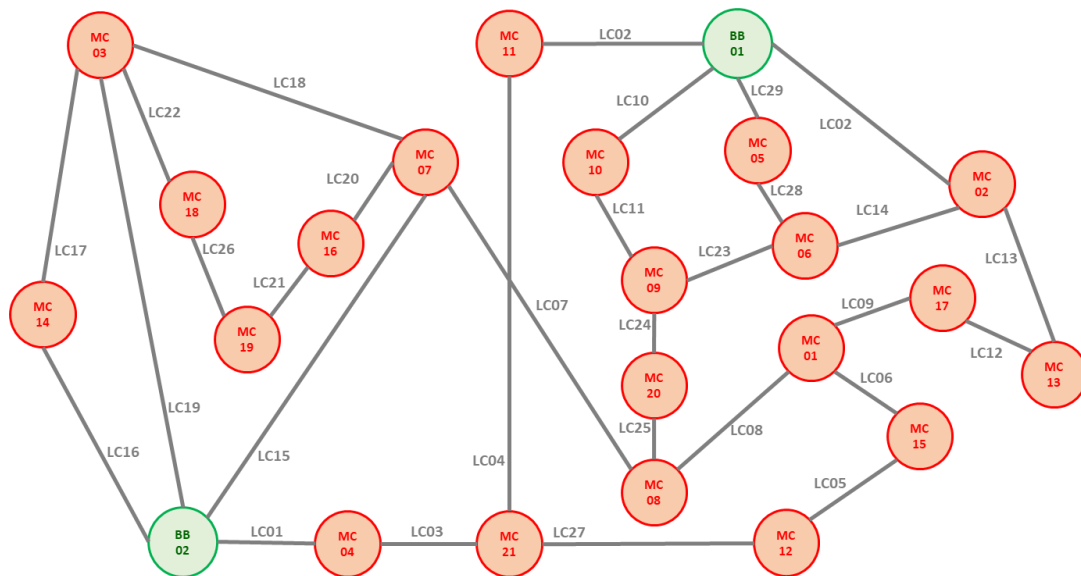 MC
03
MC
11
LC02
BB
01
LC18
LC22
LC10
LC29
LC02
MC
07
MC
10
MC
05
MC
02
LC20
MC
18
LC28
LC11
LC14
MC
16
LC17
LC26
LC23
MC
06
LC13
MC
09
LC21
LC07
MC
14
MC
19
LC24
LC09
MC
17
MC
01
LC12
MC
20
LC06
MC
13
LC19
LC25
LC08
MC
15
LC16
LC15
LC04
LC05
MC
08
BB
02
LC01
MC
04
LC03
MC
21
LC27
MC
12